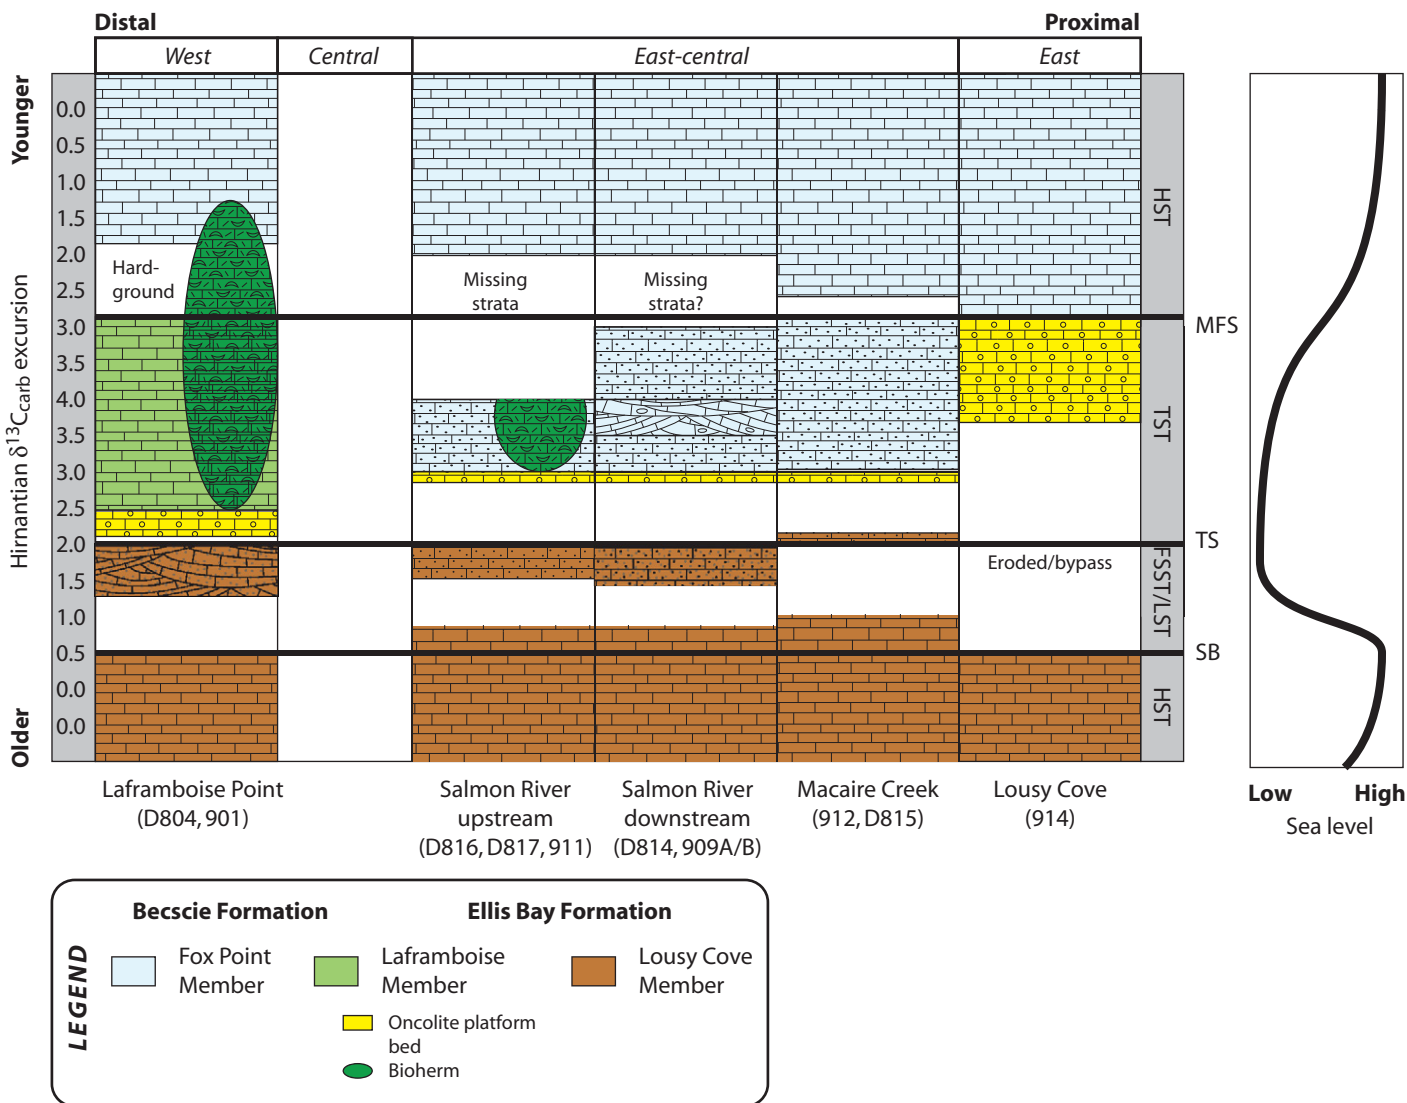 Distal
Proximal
West
Central
East-central
East
Younger
Hirnantian δ13Ccarb excursion
Older
0.0
0.5
1.0
1.5
2.0
2.5
3.0
3.5
4.0
3.5
3.0
2.5
2.0
1.5
1.0
0.5
0.0
0.0
Hard-
ground
Missing
strata
Missing
strata?
Eroded/bypass
HST
TST
FSST/LST
HST
MFS
TS
SB
Laframboise Point
(D804, 901)
Salmon River
upstream
(D816, D817, 911)
Salmon River
downstream
(D814, 909A/B)
Macaire Creek
(912, D815)
Lousy Cove
(914)
Low
High
Sea level
LEGEND
Becscie Formation
Ellis Bay Formation
Fox Point
Member
Laframboise
Member
Lousy Cove
Member
Oncolite platform
bed
Bioherm